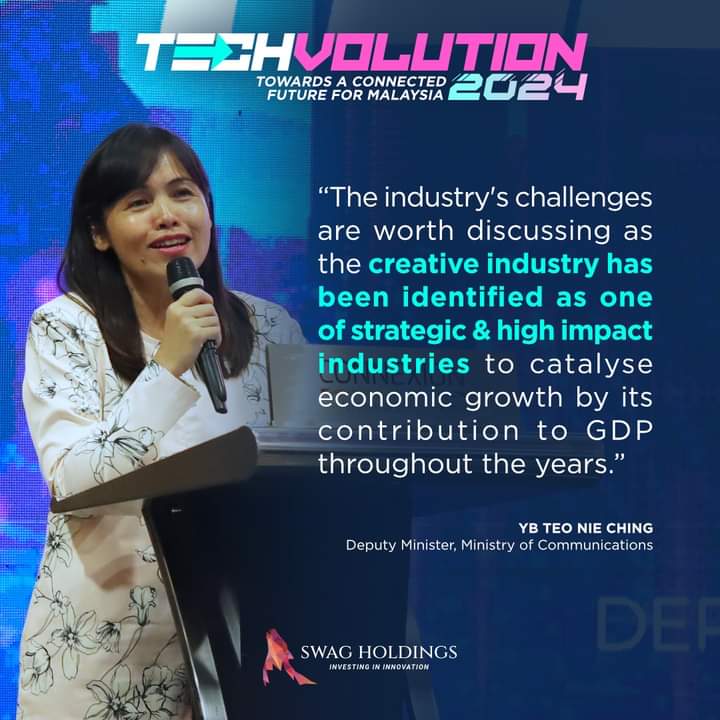 TECHVOLUTION
TOWARDS A CONNECTED
FUTURE FOR MALAYSIA 2024
“The industry's challenges
are worth discussing as
the creative industry has
been identified as one
of strategic & high impact
industries to catalyse
economic growth by its
contribution to GDP
throughout the years.”
YB TEO NIE CHING
Deputy Minister, Ministry of Communications
DEP
SWAG HOLDINGS
INVESTING IN INNOVATION